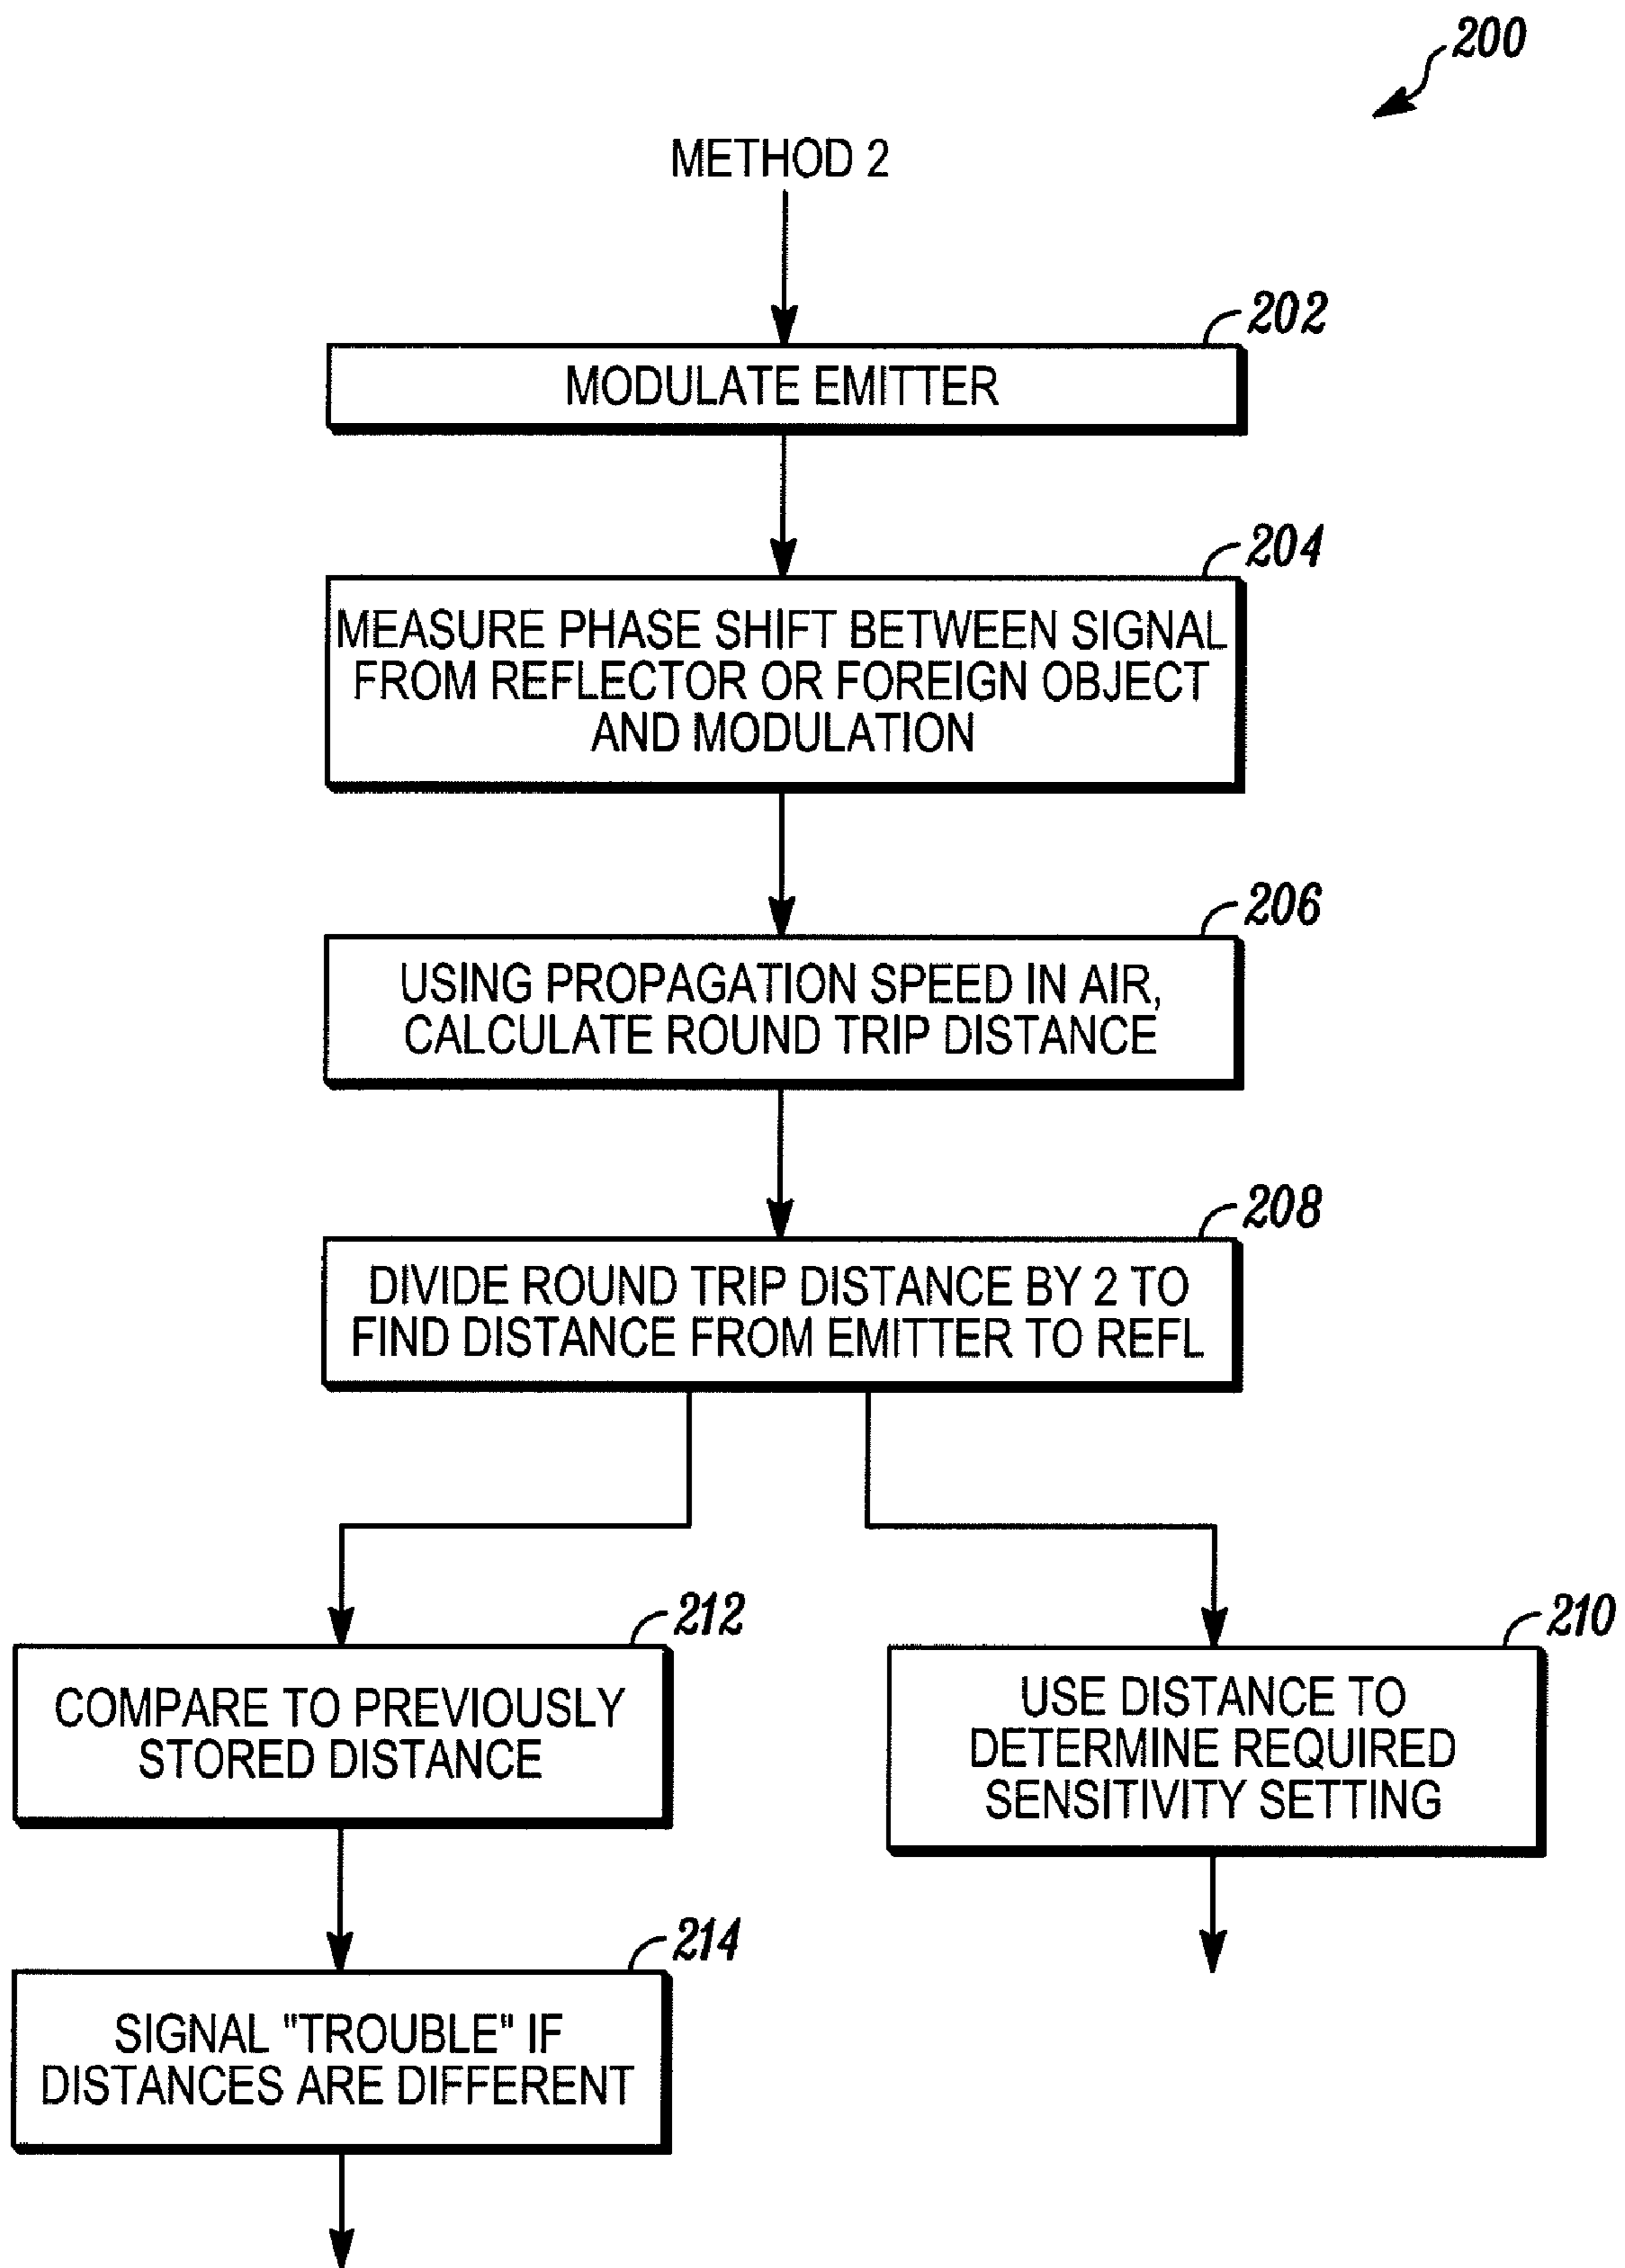 200
METHOD 2
202
MODULATE EMITTER
204
MEASURE PHASE SHIFT BETWEEN SIGNAL
FROM REFLECTOR OR FOREIGN OBJECT
AND MODULATION
206
USING PROPAGATION SPEED IN AIR,
CALCULATE ROUND TRIP DISTANCE
208
DIVIDE ROUND TRIP DISTANCE BY 2 TO
FIND DISTANCE FROM EMITTER TO REFL
212
COMPARE TO PREVIOUSLY
STORED DISTANCE
210
USE DISTANCE TO
DETERMINE REQUIRED
SENSITIVITY SETTING
214
SIGNAL "TROUBLE" IF
DISTANCES ARE DIFFERENT